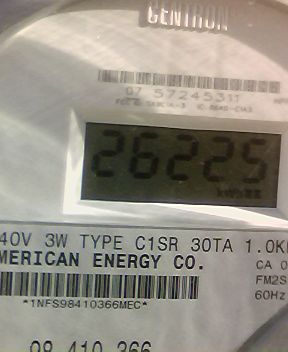 CENTRON
07 57245311
26225
kWh
40V 3W TYPE C1SR 30TA 1.0K
MERICAN ENERGY CO.
CA 0
FM2S
60Hz
*1NFS98410366MEC*
98 410 366